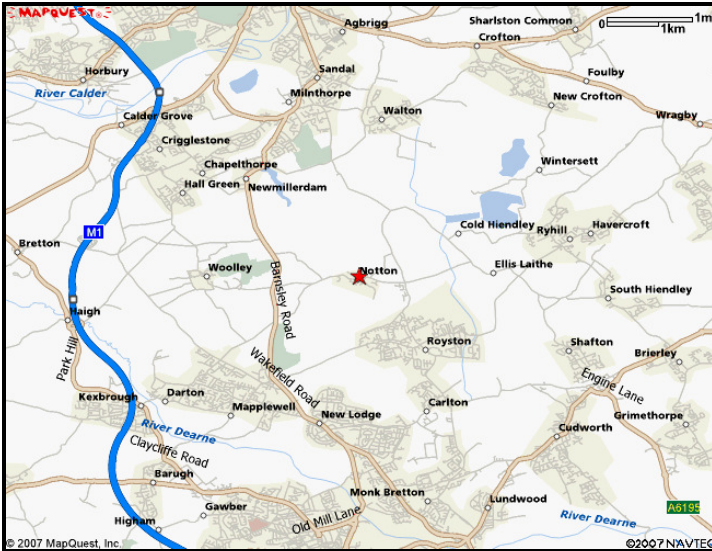 MAPQUEST
Agbrigg
Sharlston Common
0
1m
1km
Crofton
Horbury
Sandal
Foulby
River Calder
Milnthorpe
New Crofton
Walton
Wragby
Calder Grove
Crigglestone
Chapelthorpe
Wintersett
Hall Green
Newmillerdam
M1
Cold Hiendley
Ryhill
Havercroft
Bretton
Woolley
Notton
Ellis Laithe
Barnsley Road
South Hiendley
Haigh
Park Hill
Royston
Shafton
Brierley
Wakefield Road
Engine Lane
Kexbrough
Darton
Mapplewell
New Lodge
Carlton
Grimethorpe
River Dearne
Cudworth
Claycliffe Road
Barugh
Monk Bretton
Lundwood
A6195
Gawber
Old Mill Lane
River Dearne
Higham
© 2007 MapQuest, Inc.
©2007 NAVTEQ